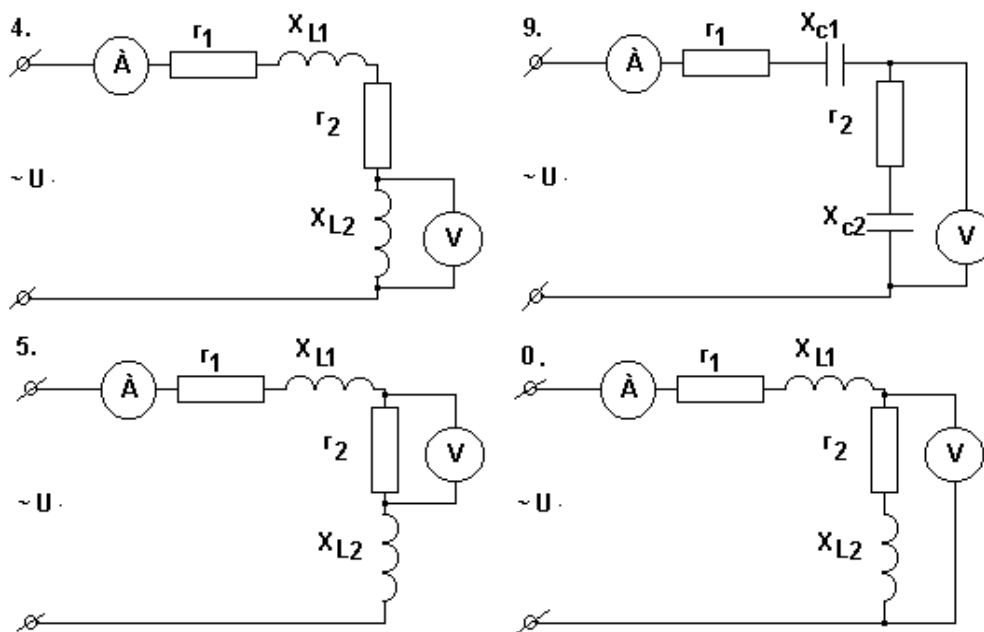 4.
r1
XL1
À
r2
~ U
XL2
V
9.
r1
Xc1
À
r2
~ U
Xc2
V
5.
r1
XL1
À
r2
V
~ U
XL2
0.
r1
XL1
À
r2
V
~ U
XL2